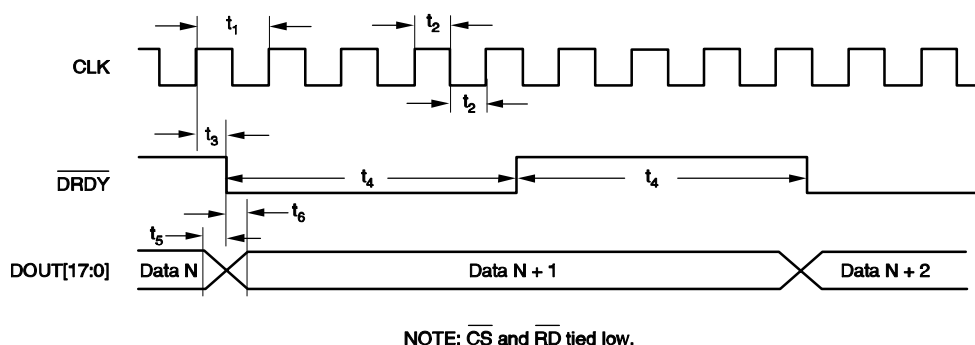 t1 t2
CLK
t2
t3
DRDY t4 t4
t6
t5
DOUT[17:0] Data N Data N + 1 Data N + 2
NOTE: CS and RD tied low.